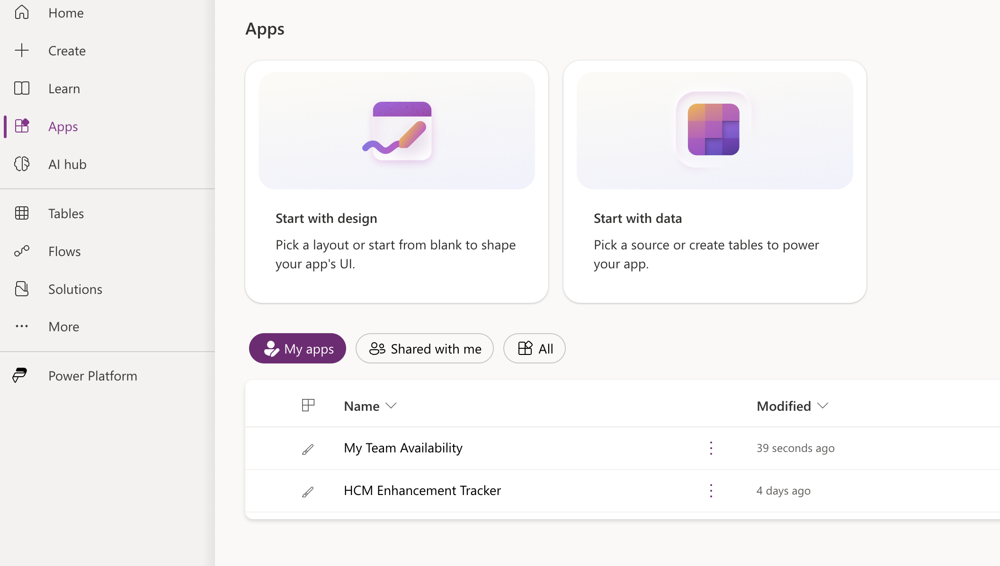 Home
Create
Learn
Apps
AI hub
Tables
Flows
Solutions
More
Power Platform
Apps
Start with design
Pick a layout or start from blank to shape
your app's UI.
Start with data
Pick a source or create tables to power
your app.
My apps
Shared with me
All
Name
Modified
My Team Availability
39 seconds ago
HCM Enhancement Tracker
4 days ago